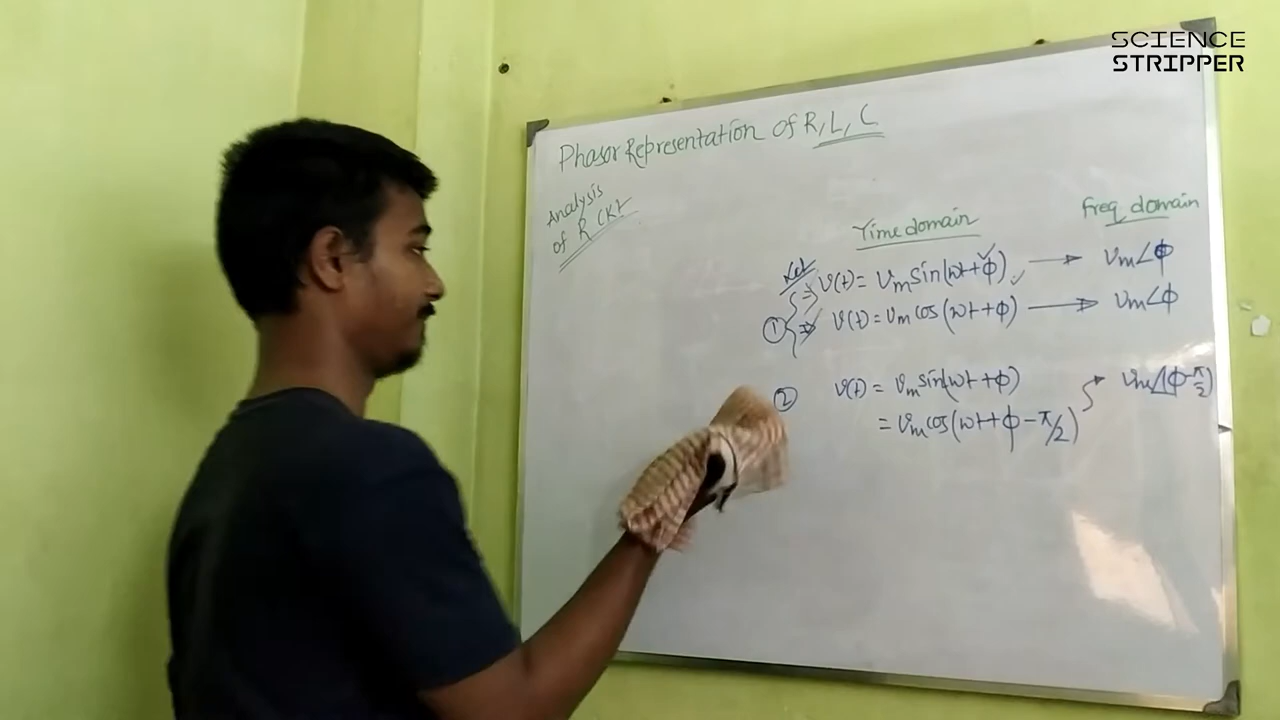 SCIENCE
STRIPPER
Phasor Representation of R, L, C
Analysis
of R CKt
Time domain
Freq domain
Let
① ⇒ v(t) = Vm sin(ωt+ϕ) → Vm∠ϕ
⇒ v(t) = Vm cos(ωt+ϕ) → Vm∠ϕ
② v(t) = Vm sin(ωt+ϕ)
= Vm cos(ωt+ϕ-π/2) → Vm∠(ϕ-π/2)